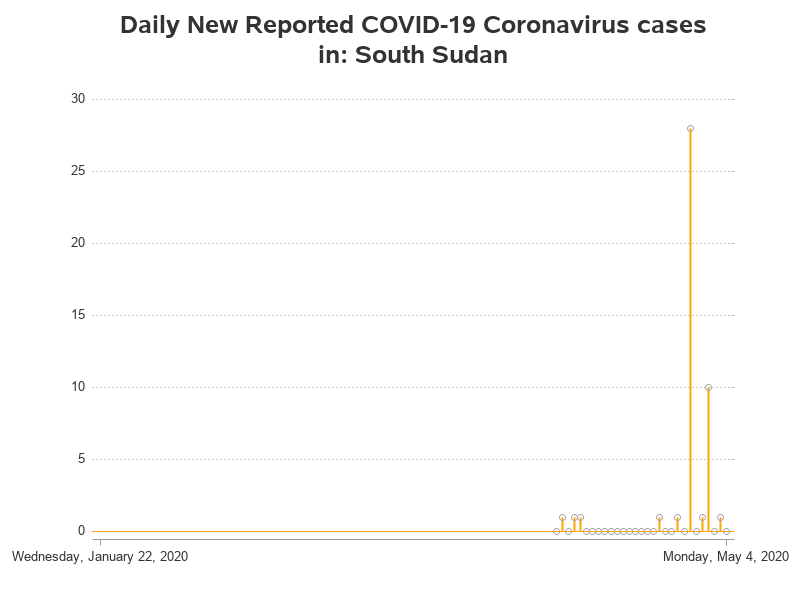 Daily New Reported COVID-19 Coronavirus cases
in: South Sudan
30
25
20
15
10
5
0
Wednesday, January 22, 2020
Monday, May 4, 2020